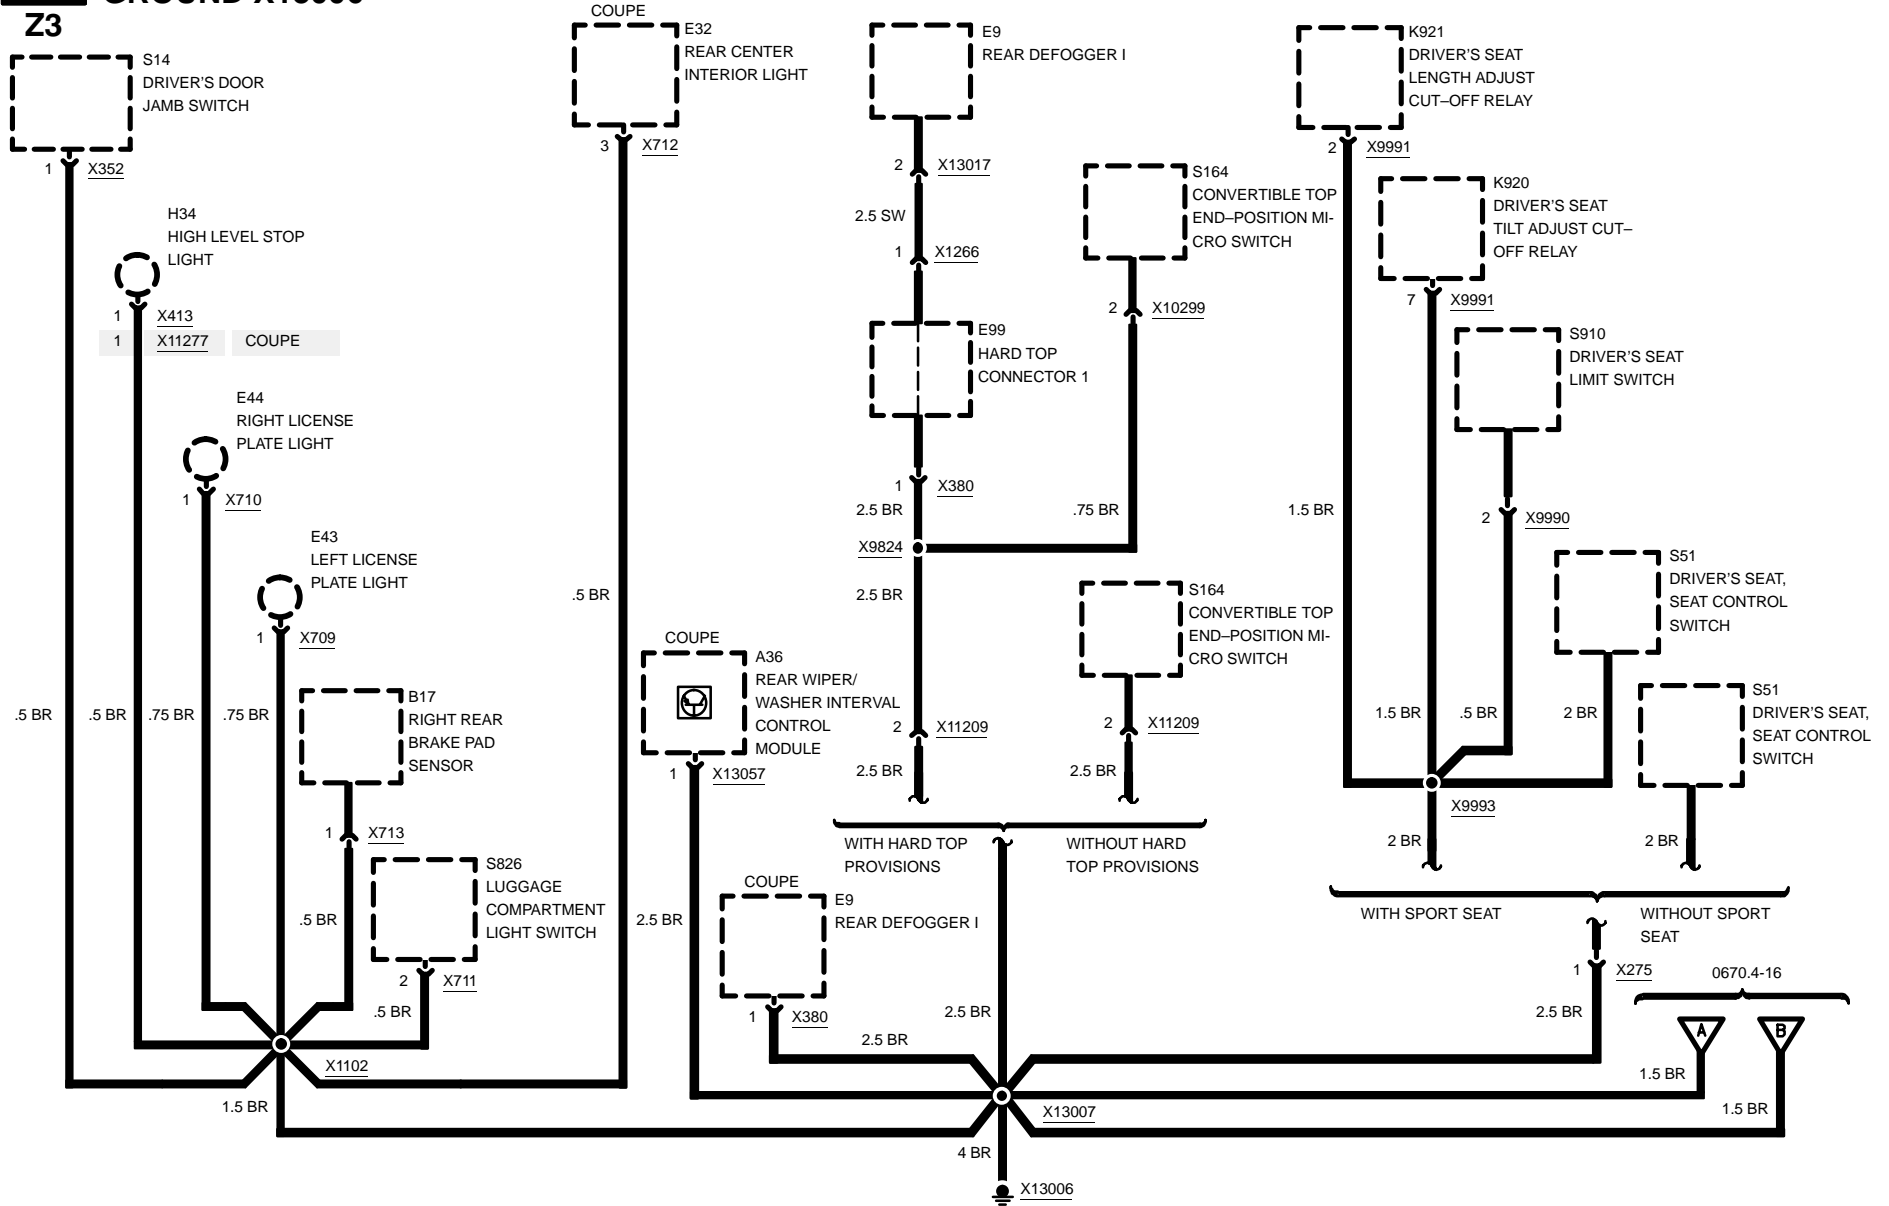 Z3
S14
DRIVER'S DOOR
JAMB SWITCH
1 X352
H34
HIGH LEVEL STOP
LIGHT
1 X413
1 X11277 COUPE
E44
RIGHT LICENSE
PLATE LIGHT
1 X710
E43
LEFT LICENSE
PLATE LIGHT
1 X709
.5 BR
.5 BR
.75 BR
.75 BR
B17
RIGHT REAR
BRAKE PAD
SENSOR
1 X713
.5 BR
S826
LUGGAGE
COMPARTMENT
LIGHT SWITCH
2 X711
.5 BR
X1102
1.5 BR
COUPE
E32
REAR CENTER
INTERIOR LIGHT
3 X712
.5 BR
COUPE
A36
REAR WIPER/
WASHER INTERVAL
CONTROL
MODULE
1 X13057
2.5 BR
COUPE
E9
REAR DEFOGGER I
1 X380
2.5 BR
E9
REAR DEFOGGER I
2 X13017
2.5 SW
1 X1266
E99
HARD TOP
CONNECTOR 1
1 X380
2.5 BR
X9824
2.5 BR
2 X11209
2.5 BR
S164
CONVERTIBLE TOP
END–POSITION MI-
CRO SWITCH
2 X10299
.75 BR
S164
CONVERTIBLE TOP
END–POSITION MI-
CRO SWITCH
2 X11209
2.5 BR
WITH HARD TOP
PROVISIONS
WITHOUT HARD
TOP PROVISIONS
2.5 BR
K921
DRIVER'S SEAT
LENGTH ADJUST
CUT–OFF RELAY
2 X9991
1.5 BR
K920
DRIVER'S SEAT
TILT ADJUST CUT–
OFF RELAY
7 X9991
1.5 BR
S910
DRIVER'S SEAT
LIMIT SWITCH
2 X9990
.5 BR
S51
DRIVER'S SEAT,
SEAT CONTROL
SWITCH
2 BR
S51
DRIVER'S SEAT,
SEAT CONTROL
SWITCH
X9993
2 BR
2 BR
WITH SPORT SEAT
WITHOUT SPORT
SEAT
1 X275
2.5 BR
0670.4-16
A
B
1.5 BR
1.5 BR
X13007
4 BR
X13006